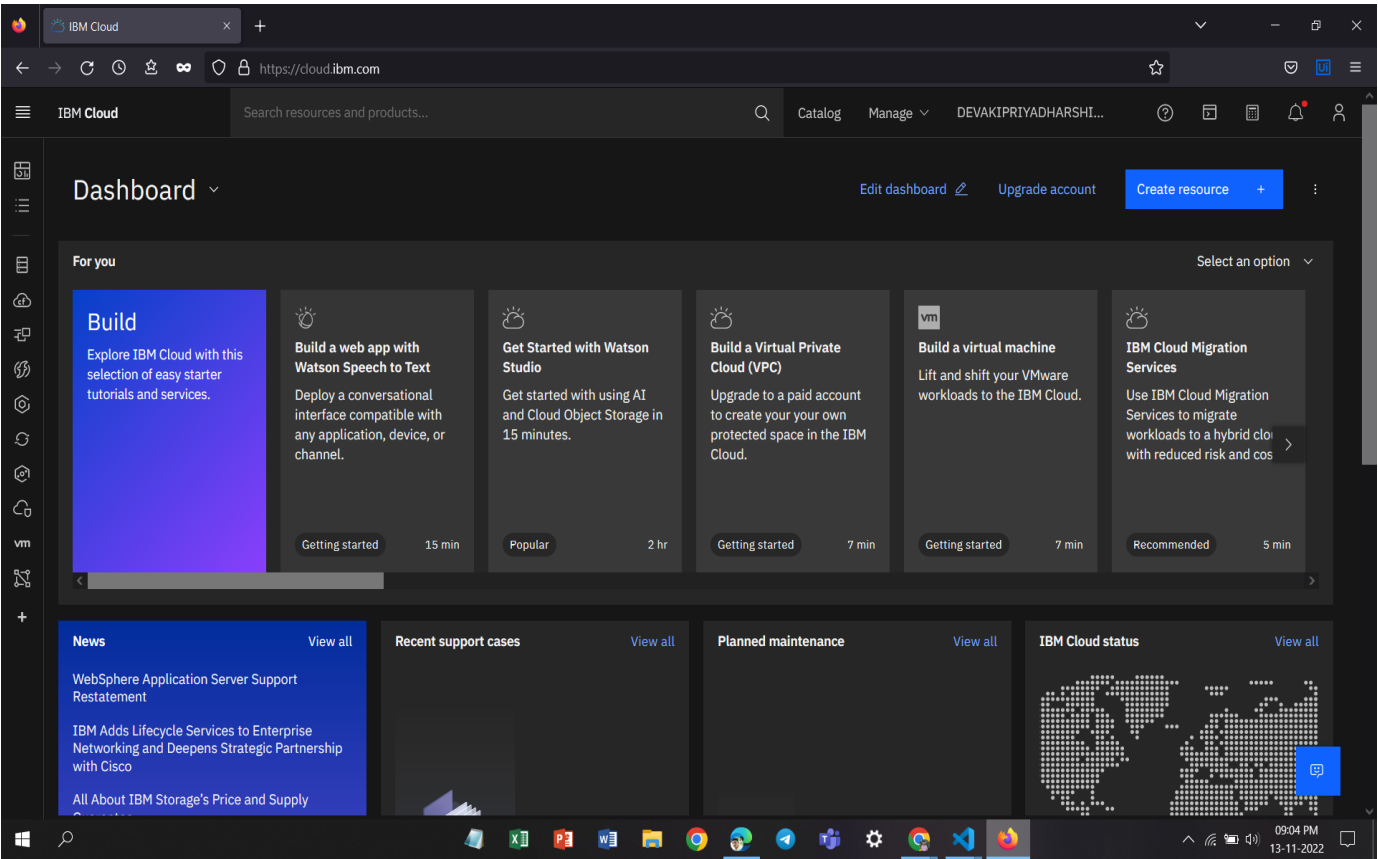 IBM Cloud
https://cloud.ibm.com
Ui
IBM Cloud
Search resources and products...
Catalog
Manage
DEVAKIPRIYADHARSHI...
Dashboard
Edit dashboard
Upgrade account
Create resource +
For you
Select an option
Build
Explore IBM Cloud with this
selection of easy starter
tutorials and services.
Build a web app with
Watson Speech to Text
Deploy a conversational
interface compatible with
any application, device, or
channel.
Getting started
15 min
Get Started with Watson
Studio
Get started with using AI
and Cloud Object Storage in
15 minutes.
Popular
2 hr
Build a Virtual Private
Cloud (VPC)
Upgrade to a paid account
to create your your own
protected space in the IBM
Cloud.
Getting started
7 min
vm
Build a virtual machine
Lift and shift your VMware
workloads to the IBM Cloud.
Getting started
7 min
IBM Cloud Migration
Services
Use IBM Cloud Migration
Services to migrate
workloads to a hybrid clo
with reduced risk and cos
Recommended
5 min
cf
vm
News
View all
WebSphere Application Server Support
Restatement
IBM Adds Lifecycle Services to Enterprise
Networking and Deepens Strategic Partnership
with Cisco
All About IBM Storage's Price and Supply
Recent support cases
View all
Planned maintenance
View all
IBM Cloud status
View all
09:04 PM
13-11-2022